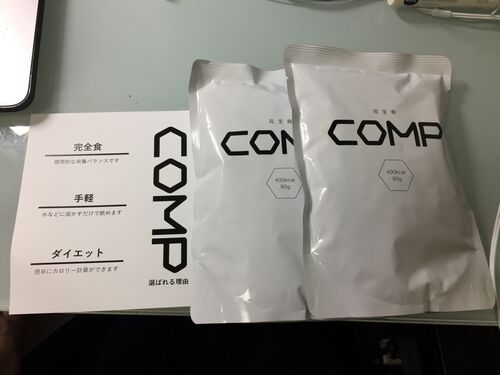 完全食
理想的な栄養バランスです
手軽
水などに溶かすだけで飲めます
ダイエット
簡単にカロリー計算ができます
COMP
選ばれる理由
完全食
COM
400kcal
90g
完全食
COMP
400kcal
90g